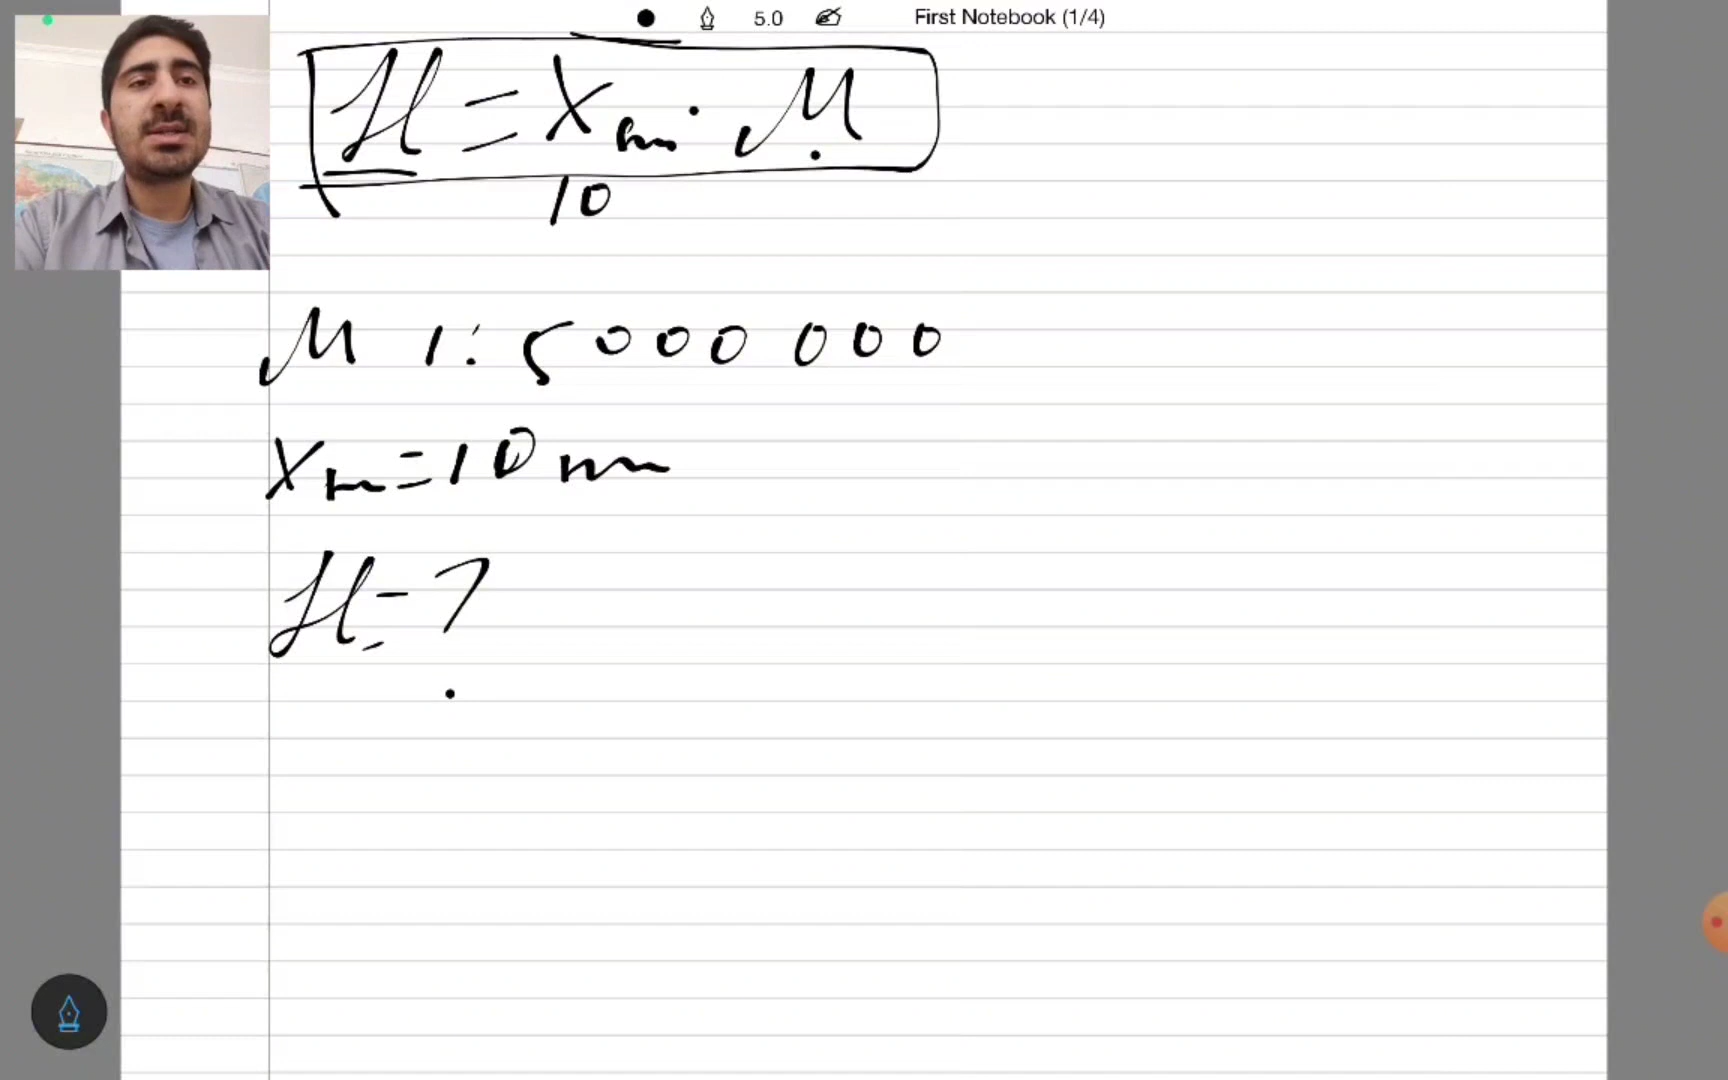 5.0 First Notebook (1/4)
H = Xm · M
10
M 1:5000 000
Xm=10 mm
H=?